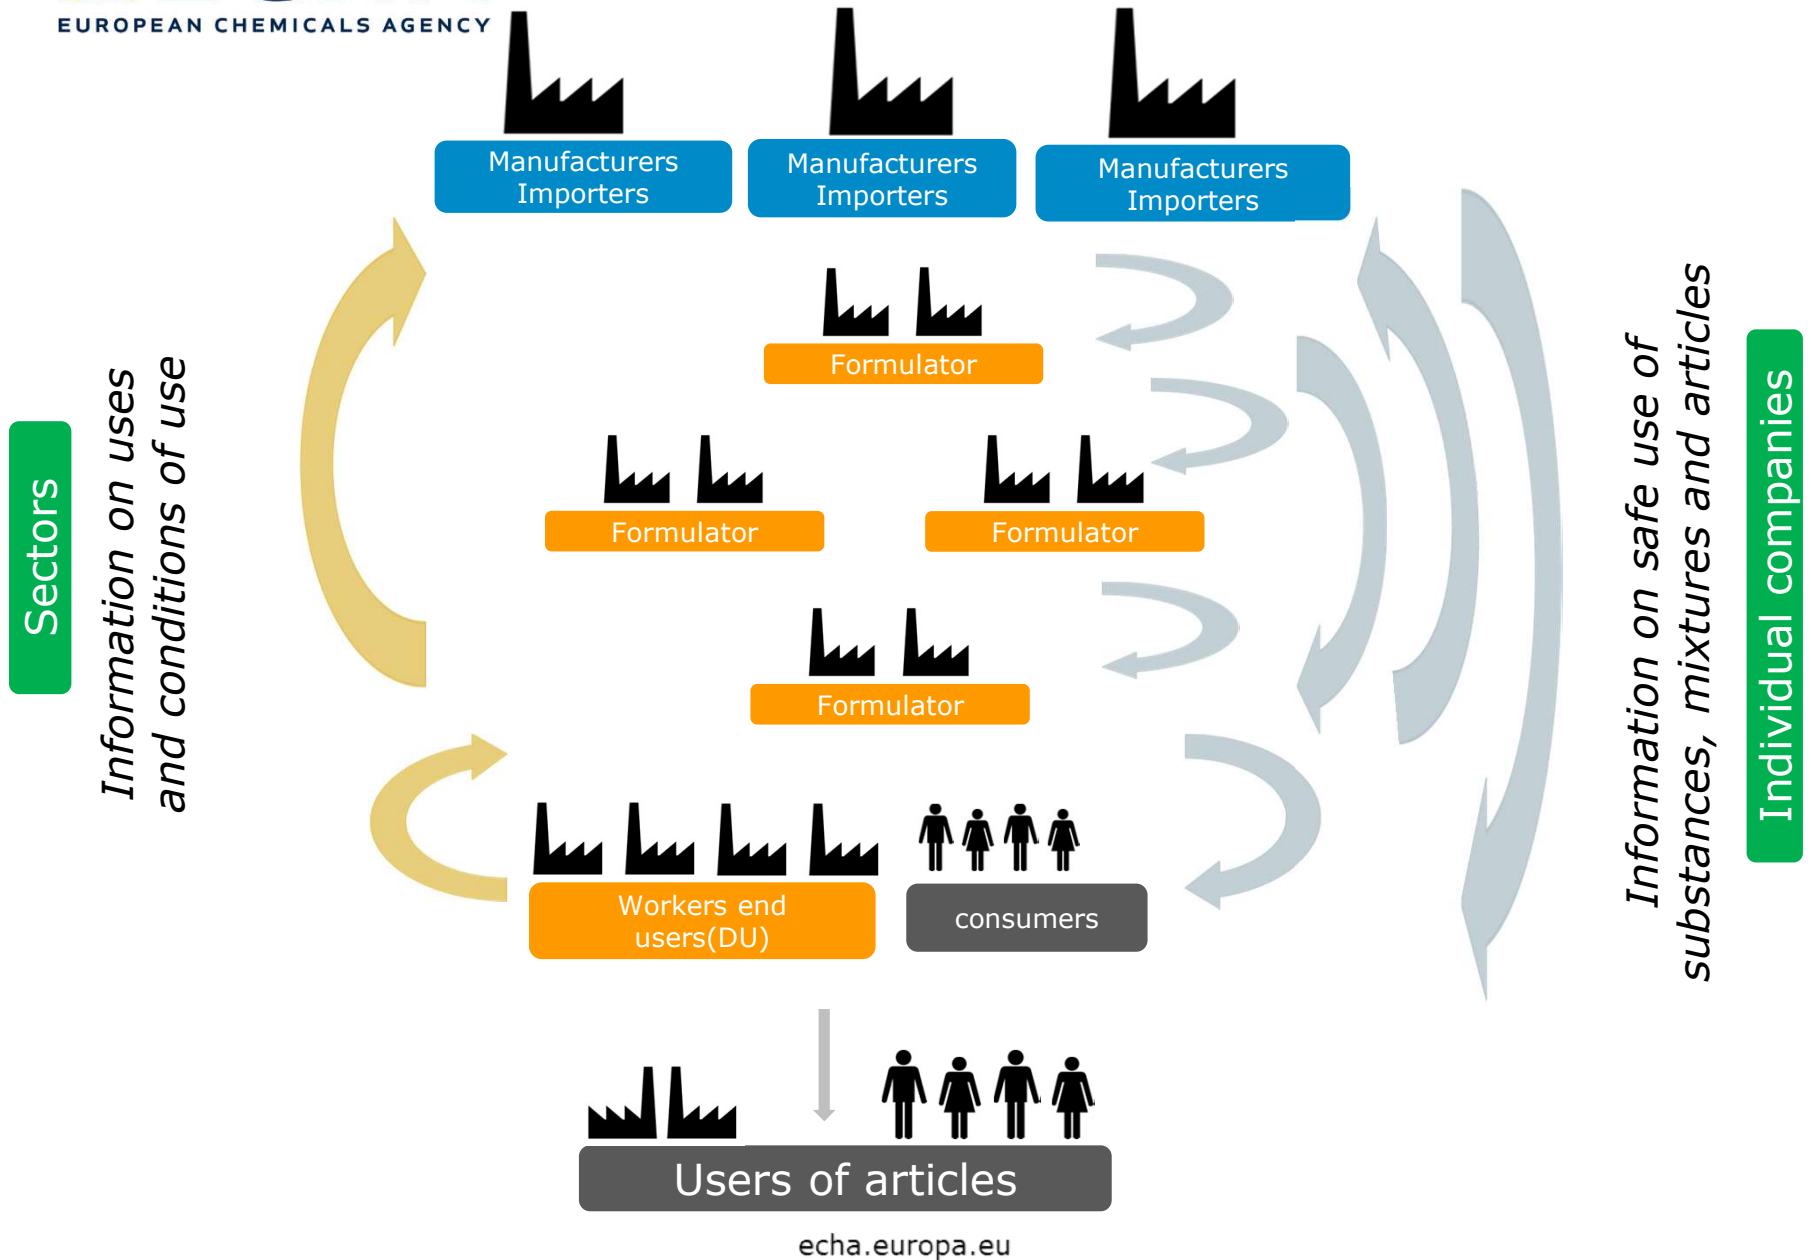 EUROPEAN CHEMICALS AGENCY
Manufacturers
Importers
Manufacturers
Importers
Manufacturers
Importers
Formulator
Formulator
Formulator
Formulator
Workers end
users(DU)
consumers
Users of articles
Sectors
Information on uses
and conditions of use
Information on safe use of
substances, mixtures and articles
Individual companies
echa.europa.eu